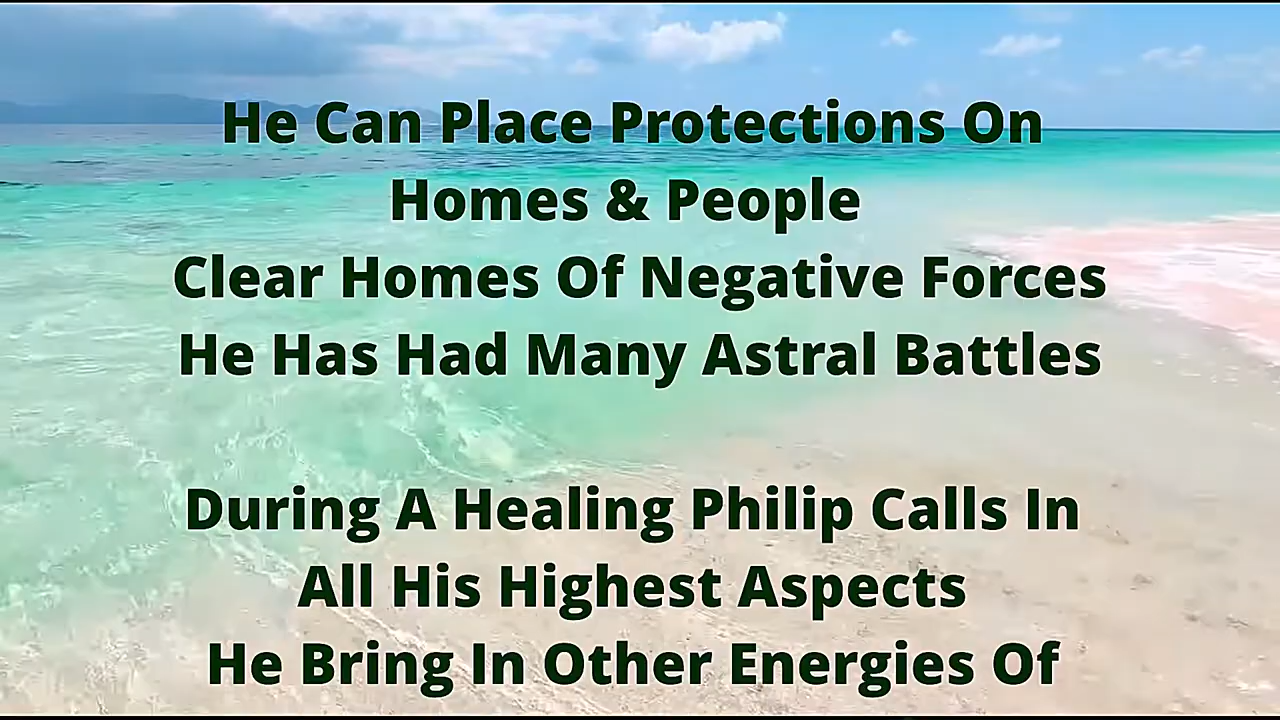 He Can Place Protections On
Homes & People
Clear Homes Of Negative Forces
He Has Had Many Astral Battles
During A Healing Philip Calls In
All His Highest Aspects
He Bring In Other Energies Of